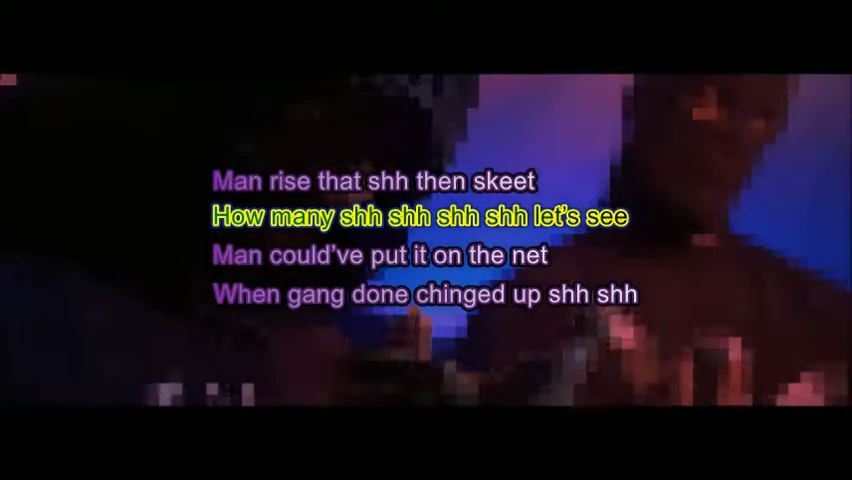 Man rise that shh then skeet
How many shh shh shh shh let's see
Man could've put it on the net
When gang done chinged up shh shh